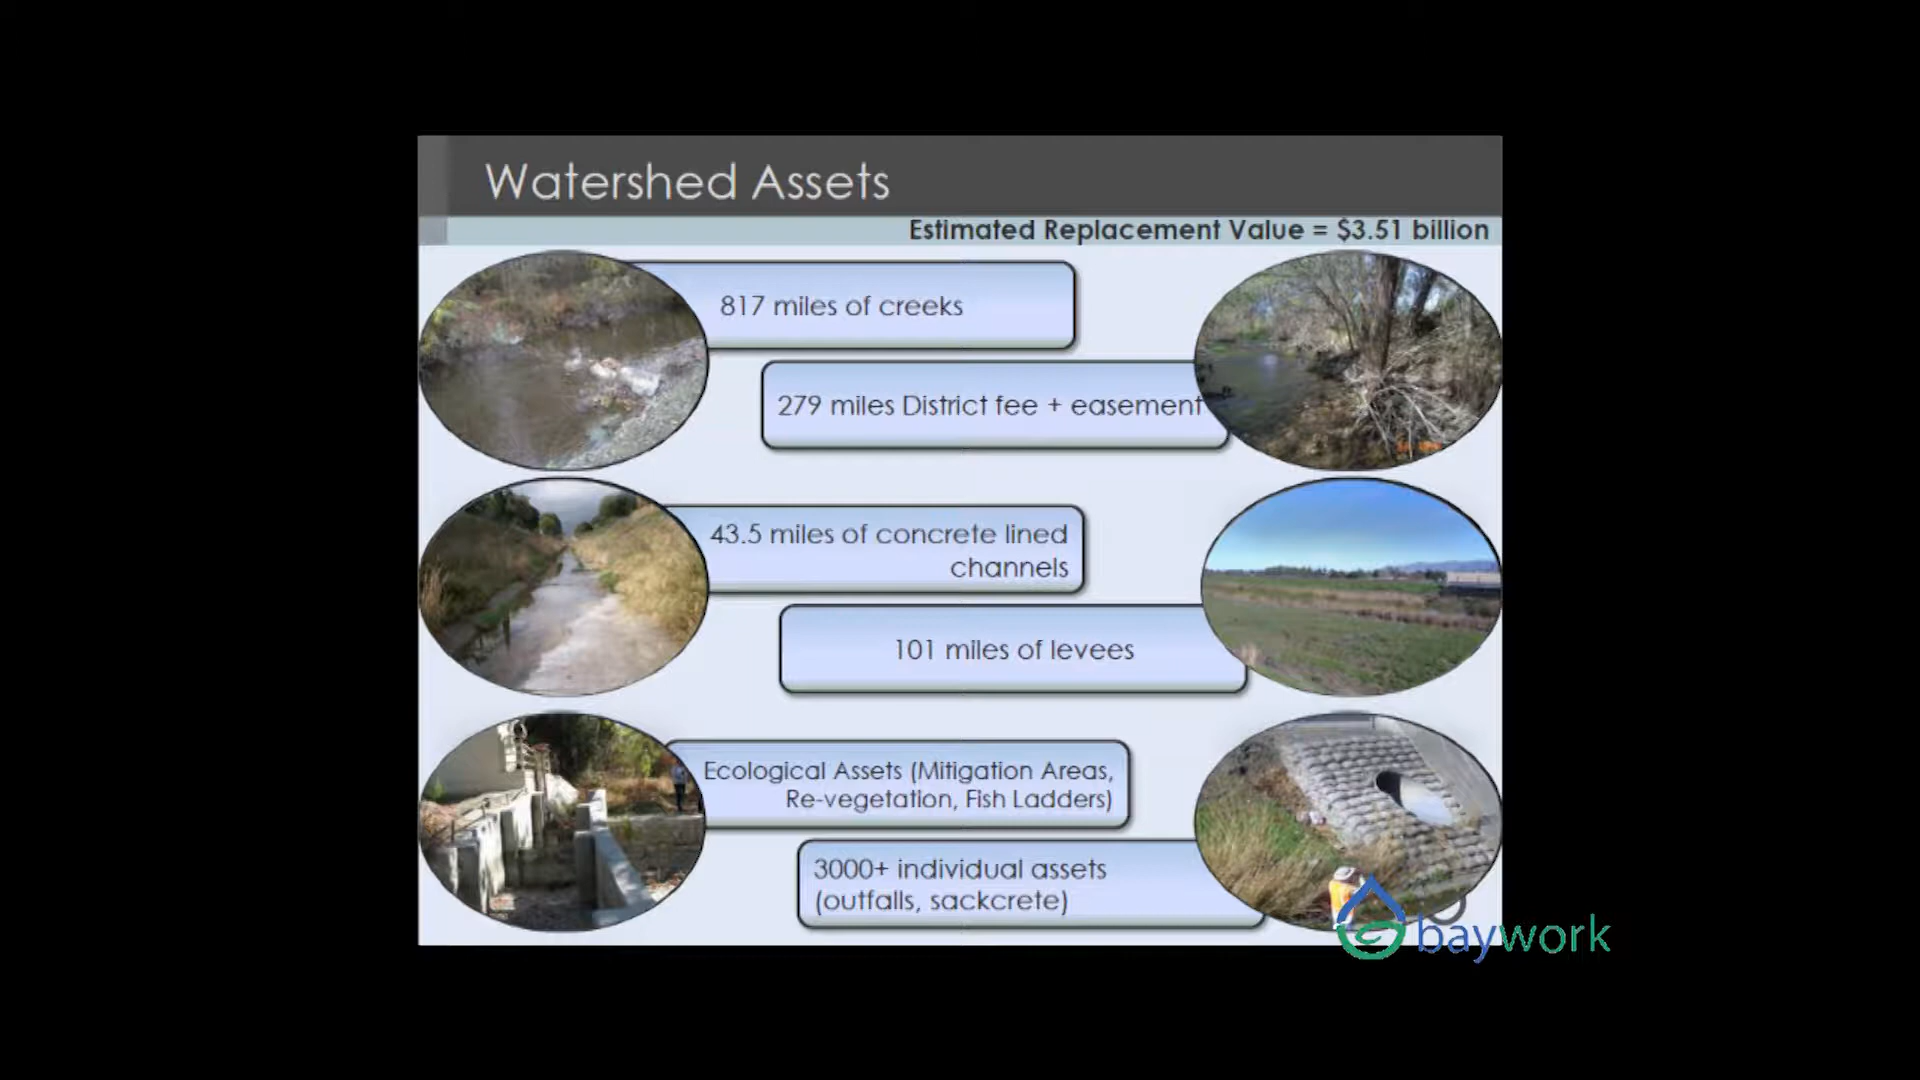 Watershed Assets
Estimated Replacement Value = $3.51 billion
817 miles of creeks
279 miles District fee + easement
43.5 miles of concrete lined
channels
101 miles of levees
Ecological Assets (Mitigation Areas,
Re-vegetation, Fish Ladders)
3000+ individual assets
(outfalls, sackcrete)
baywork